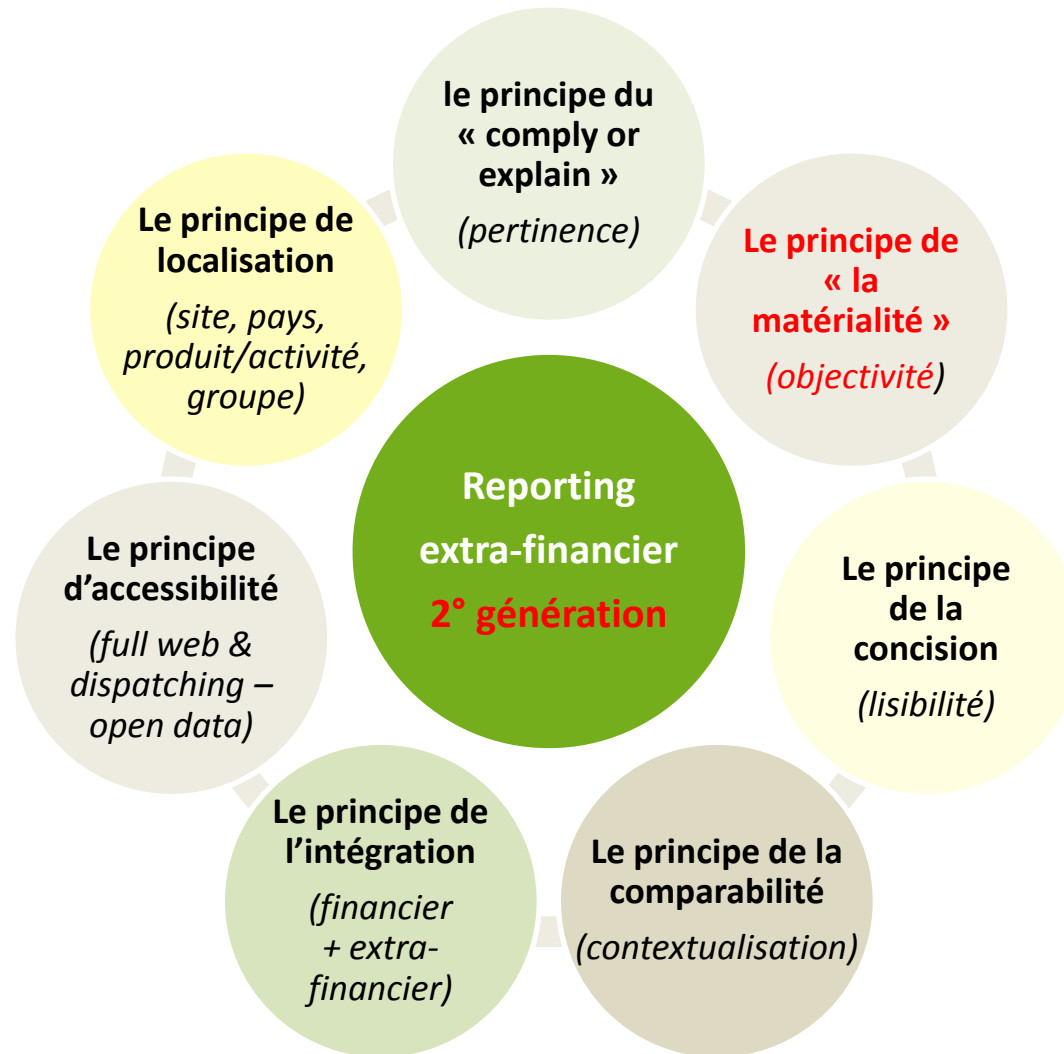 le principe du
« comply or
explain »
(pertinence)
Le principe de
« la
matérialité »
(objectivité)
Le principe
de la
concision
(lisibilité)
Le principe de la
comparabilité
(contextualisation)
Le principe de
l’intégration
(financier
+ extra-
financier)
Le principe
d’accessibilité
(full web &
dispatching –
open data)
Le principe de
localisation
(site, pays,
produit/activité,
groupe)
Reporting
extra-financier
2° génération